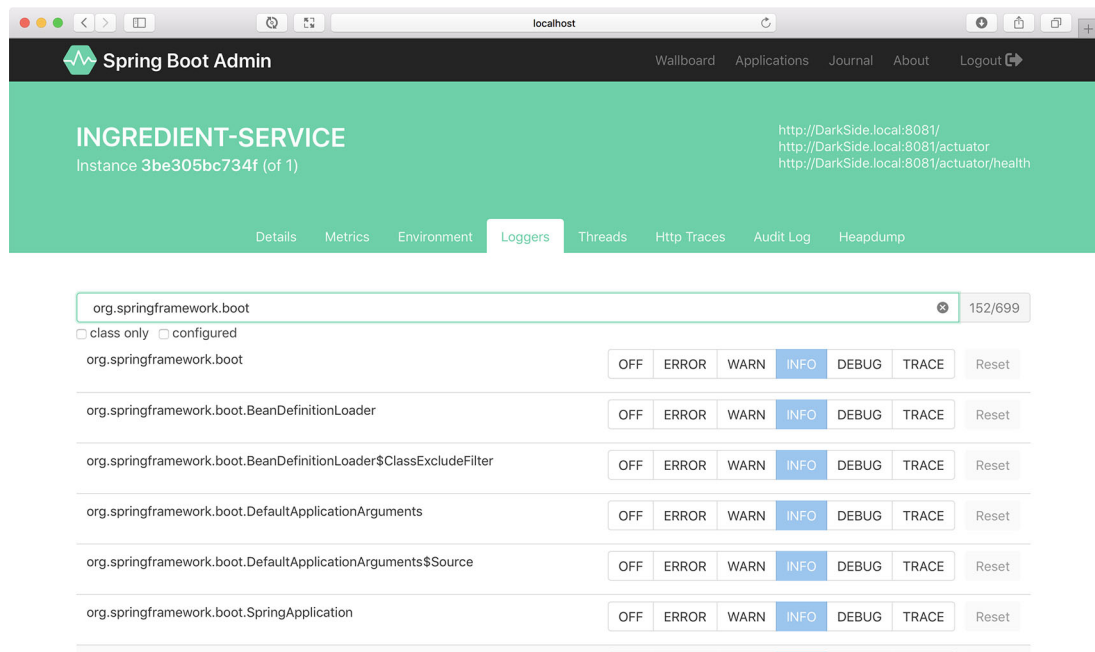 localhost
Spring Boot Admin Wallboard Applications Journal About Logout
INGREDIENT-SERVICE
Instance 3be305bc734f (of 1)
http://DarkSide.local:8081/
http://DarkSide.local:8081/actuator
http://DarkSide.local:8081/actuator/health
Details Metrics Environment Loggers Threads Http Traces Audit Log Heapdump
org.springframework.boot 152/699
class only configured
org.springframework.boot OFF ERROR WARN INFO DEBUG TRACE Reset
org.springframework.boot.BeanDefinitionLoader OFF ERROR WARN INFO DEBUG TRACE Reset
org.springframework.boot.BeanDefinitionLoader$ClassExcludeFilter OFF ERROR WARN INFO DEBUG TRACE Reset
org.springframework.boot.DefaultApplicationArguments OFF ERROR WARN INFO DEBUG TRACE Reset
org.springframework.boot.DefaultApplicationArguments$Source OFF ERROR WARN INFO DEBUG TRACE Reset
org.springframework.boot.SpringApplication OFF ERROR WARN INFO DEBUG TRACE Reset